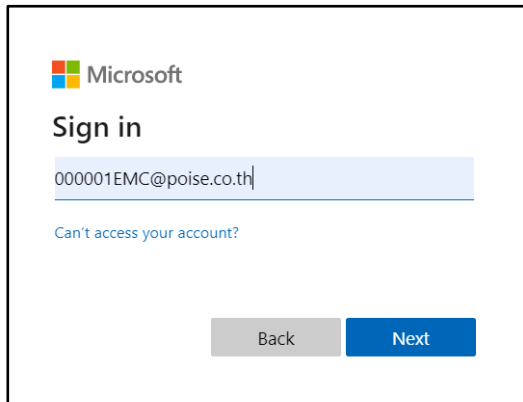 Microsoft
Sign in
000001EMC@poise.co.th
Can't access your account?
Back Next